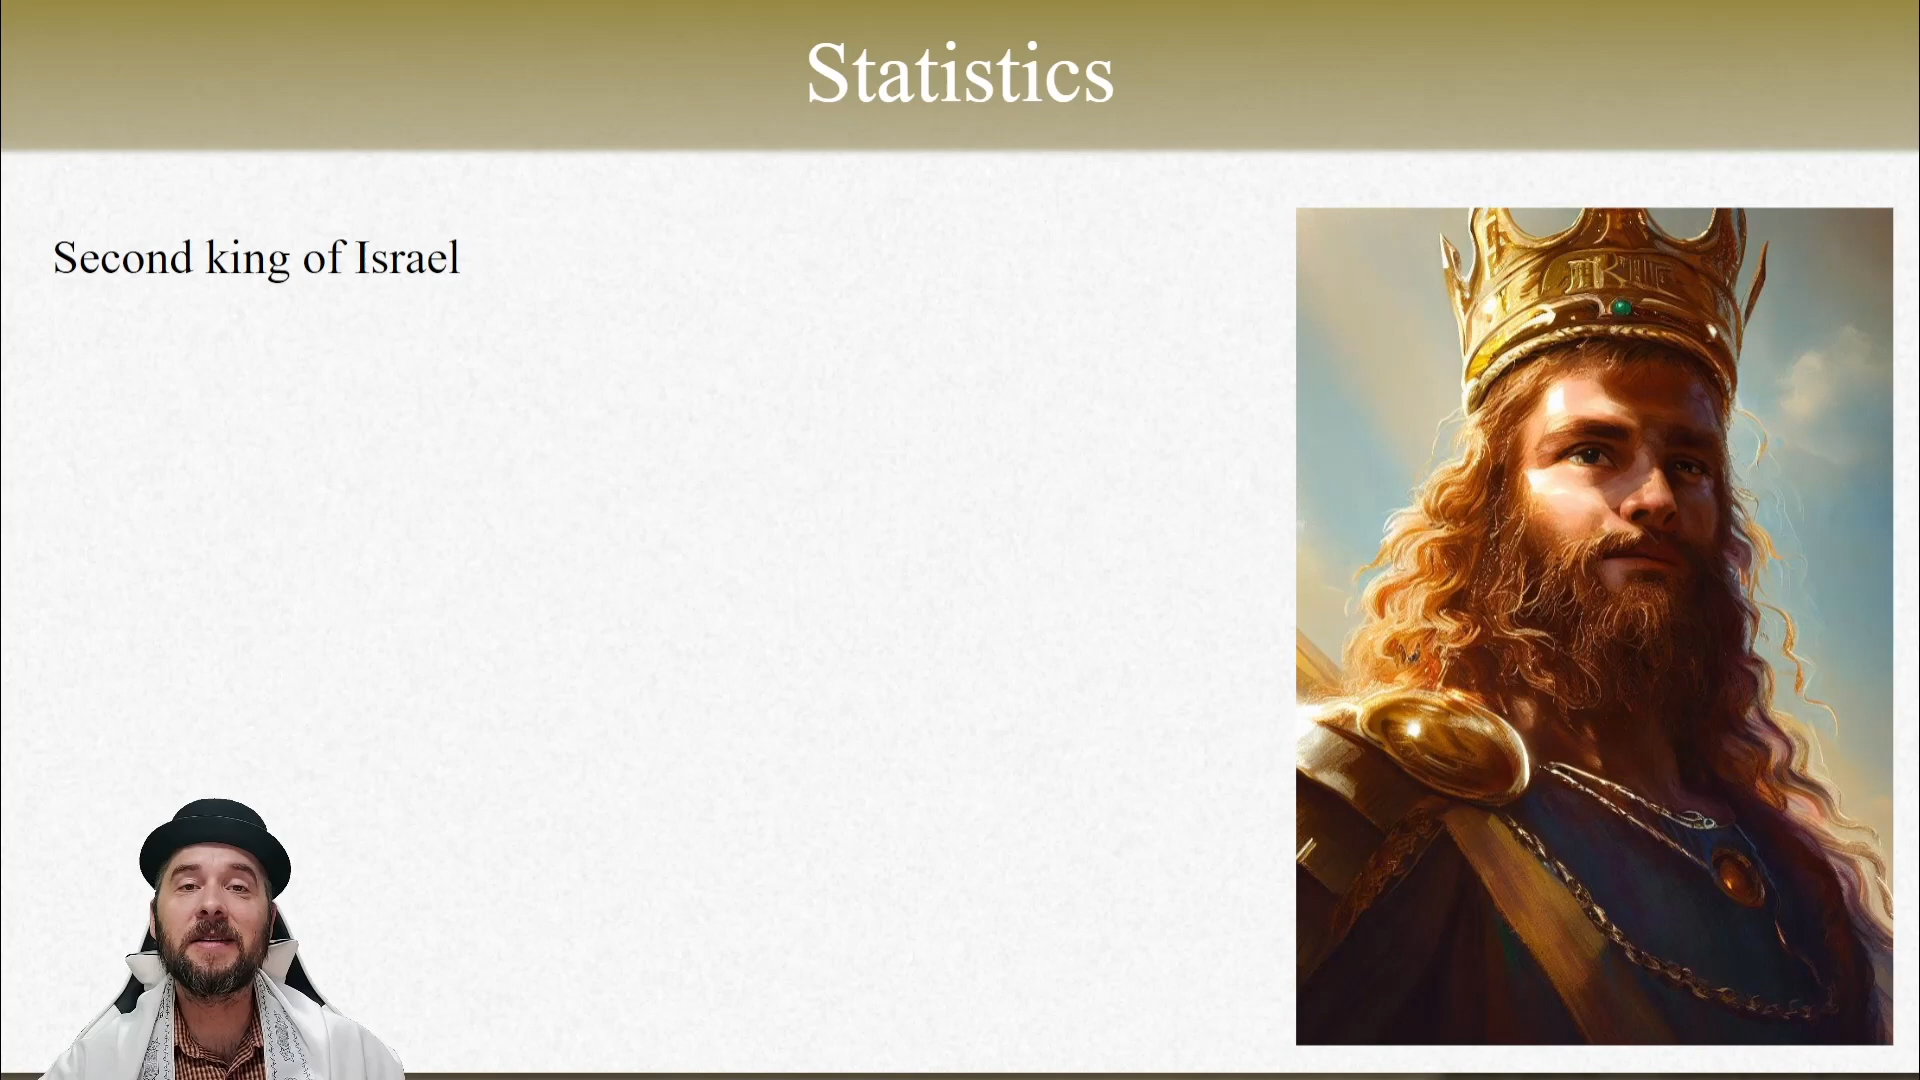 Statistics
Second king of Israel